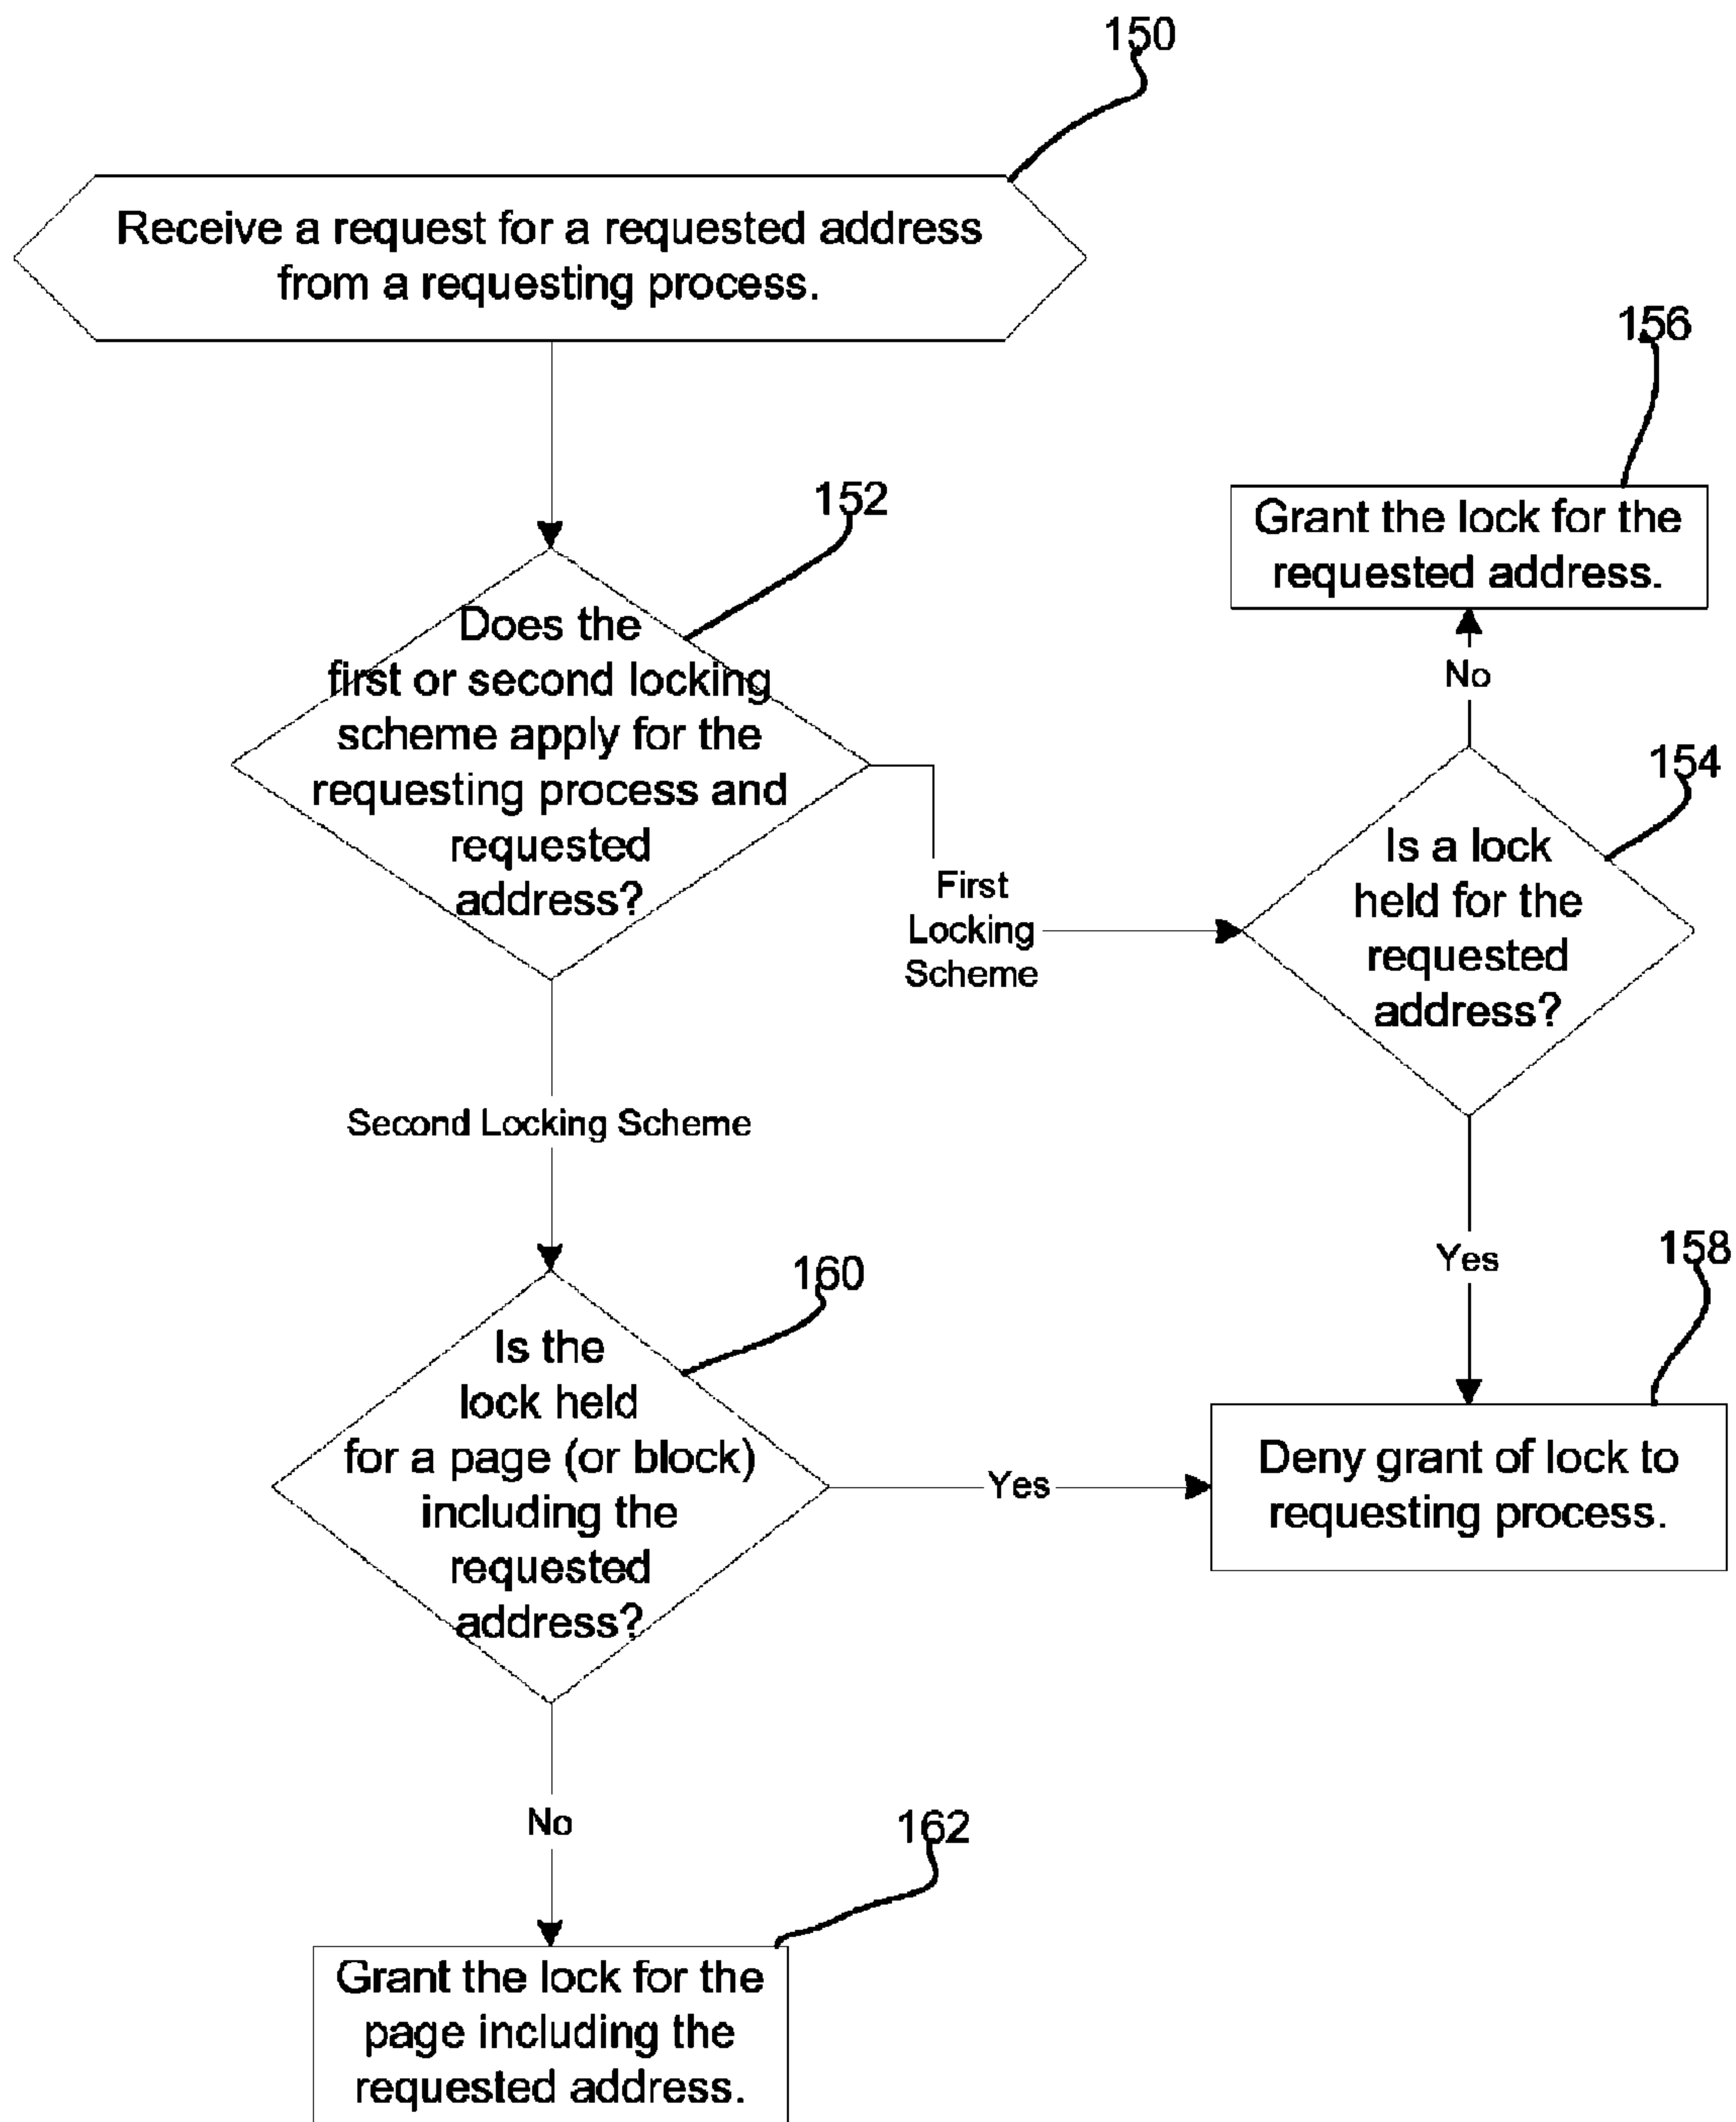 150
Receive a request for a requested address
from a requesting process.
156
Grant the lock for the
requested address.
152
Does the
first or second locking
scheme apply for the
requesting process and
requested
address?
No
154
Is a lock
held for the
requested
address?
First
Locking
Scheme
Second Locking Scheme
Yes
158
Deny grant of lock to
requesting process.
160
Is the
lock held
for a page (or block)
including the
requested
address?
Yes
No
162
Grant the lock for the
page including the
requested address.